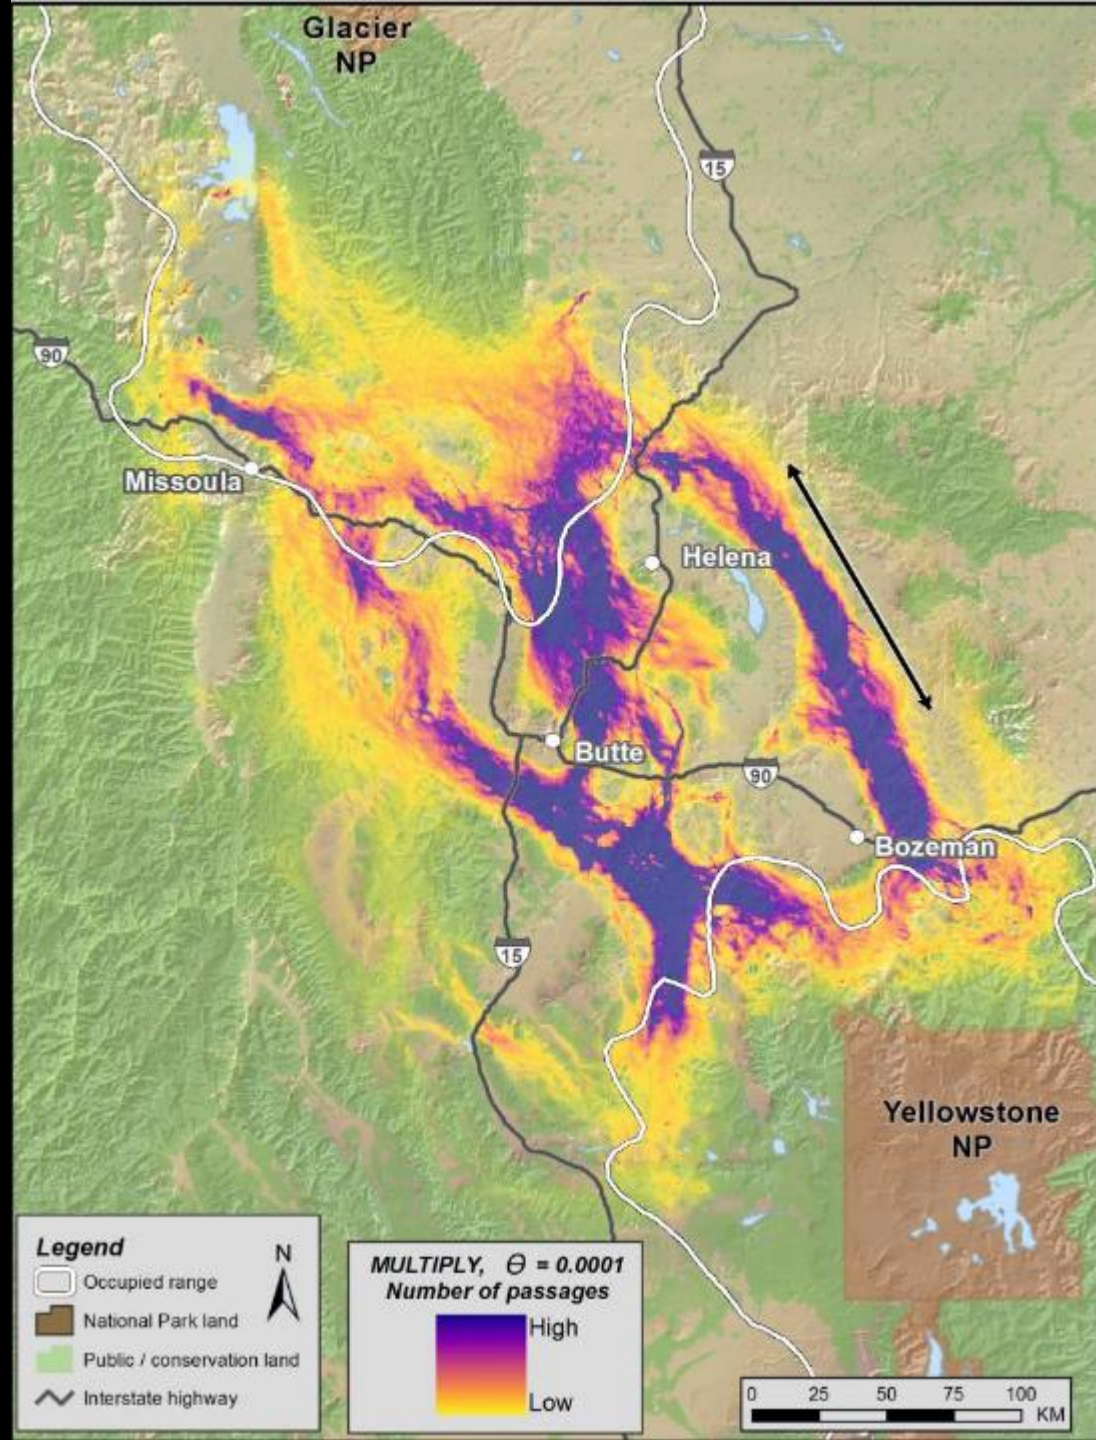 Glacier
NP
15
90
Missoula
Helena
Butte
90
Bozeman
15
Yellowstone
NP
Legend
N
Occupied range
National Park land
Public / conservation land
Interstate highway
MULTIPLY, Θ = 0.0001
Number of passages
High
Low
0 25 50 75 100
KM